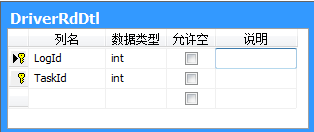 DriverRdDtl
列名 数据类型 允许空 说明
LogId int
TaskId int